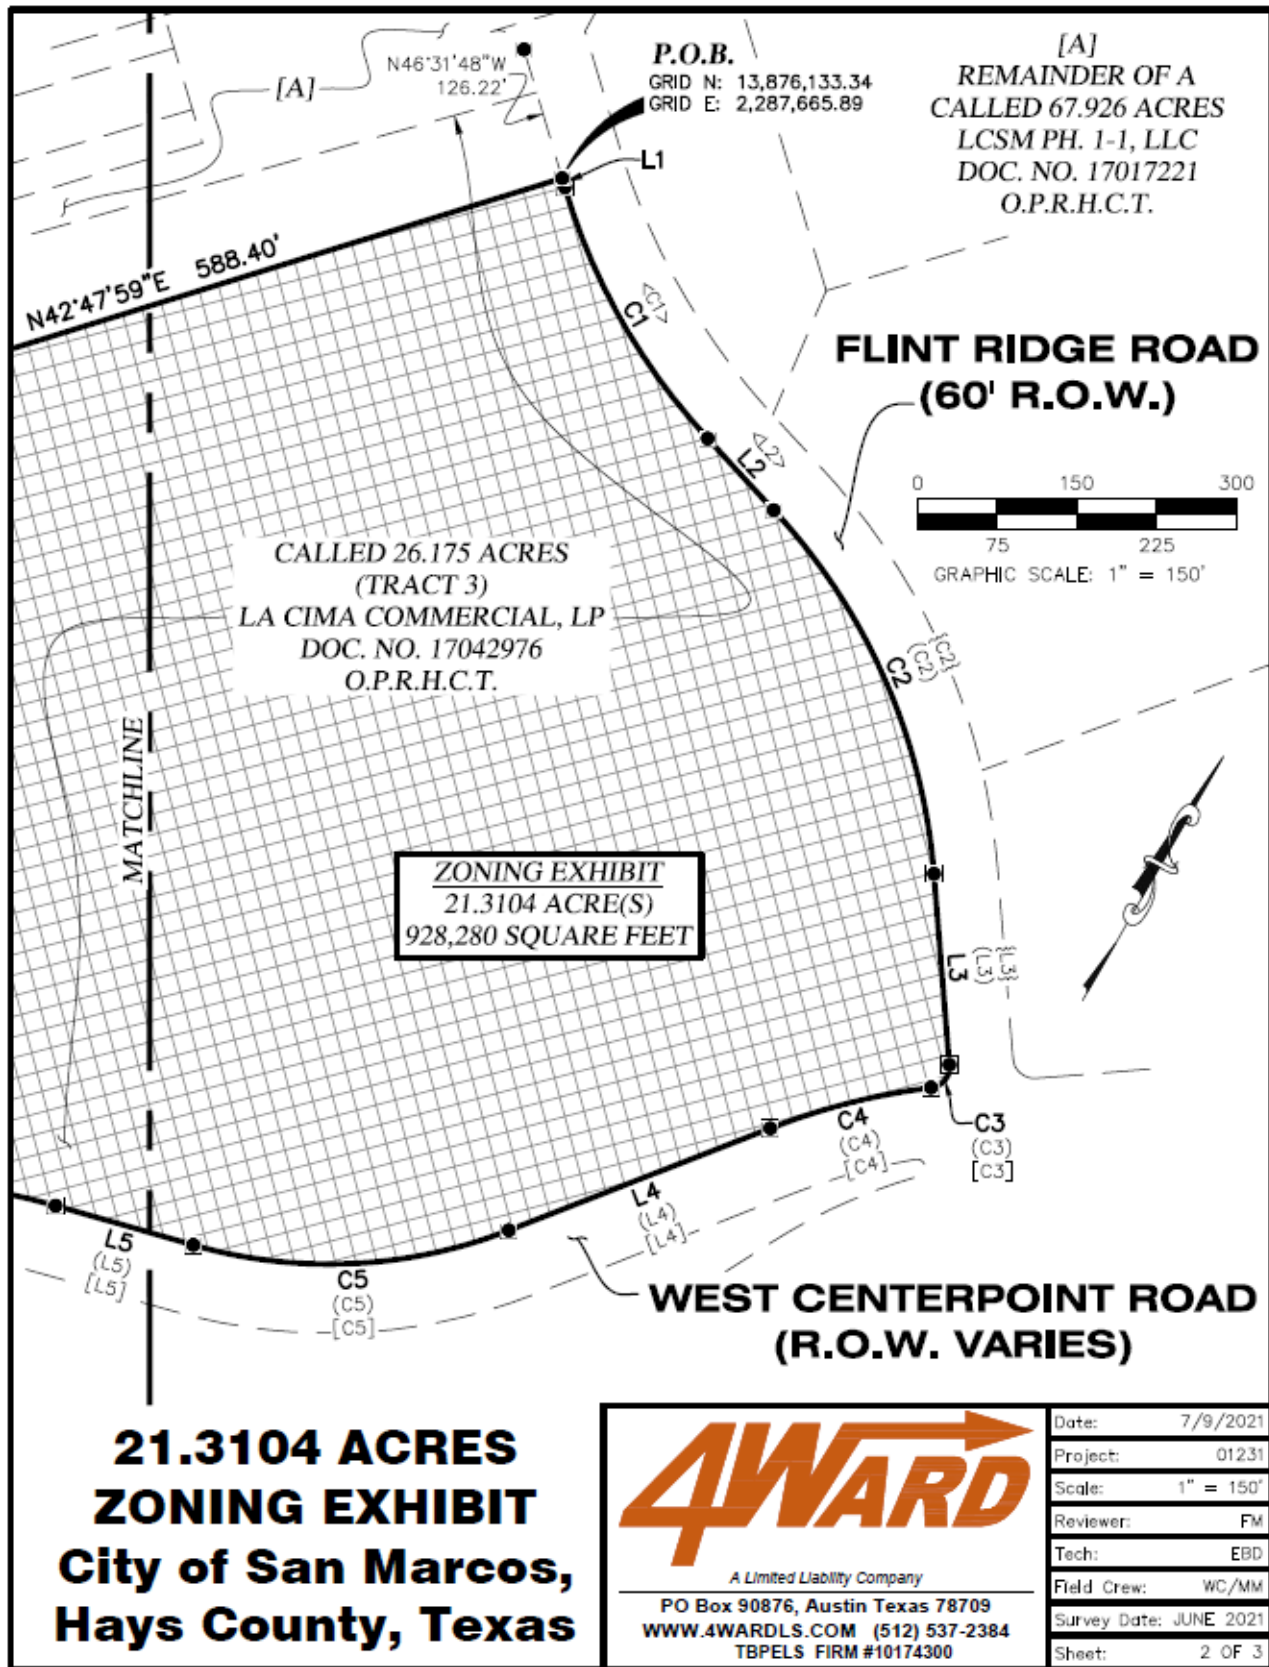 [A]
N46°31'48"W
126.22'
P.O.B.
GRID N: 13,876,133.34
GRID E: 2,287,665.89
[A]
REMAINDER OF A
CALLED 67.926 ACRES
LCSM PH. 1-1, LLC
DOC. NO. 17017221
O.P.R.H.C.T.
L1
N42°47'59"E 588.40'
C1
<C1>
FLINT RIDGE ROAD
(60' R.O.W.)
L2
<L2>
0 150 300
75 225
GRAPHIC SCALE: 1" = 150'
CALLED 26.175 ACRES
(TRACT 3)
LA CIMA COMMERCIAL, LP
DOC. NO. 17042976
O.P.R.H.C.T.
C2
(C2)
{C2}
MATCHLINE
ZONING EXHIBIT
21.3104 ACRE(S)
928,280 SQUARE FEET
L3
(L3)
{L3}
C3
(C3)
[C3]
C4
(C4)
[C4]
L4
(L4)
[L4]
L5
(L5)
[L5]
C5
(C5)
[C5]
WEST CENTERPOINT ROAD
(R.O.W. VARIES)
21.3104 ACRES
ZONING EXHIBIT
City of San Marcos,
Hays County, Texas
4WARD
A Limited Liability Company
PO Box 90876, Austin Texas 78709
WWW.4WARDLS.COM (512) 537-2384
TBPELS FIRM #10174300
Date: 7/9/2021
Project: 01231
Scale: 1" = 150'
Reviewer: FM
Tech: EBD
Field Crew: WC/MM
Survey Date: JUNE 2021
Sheet: 2 OF 3